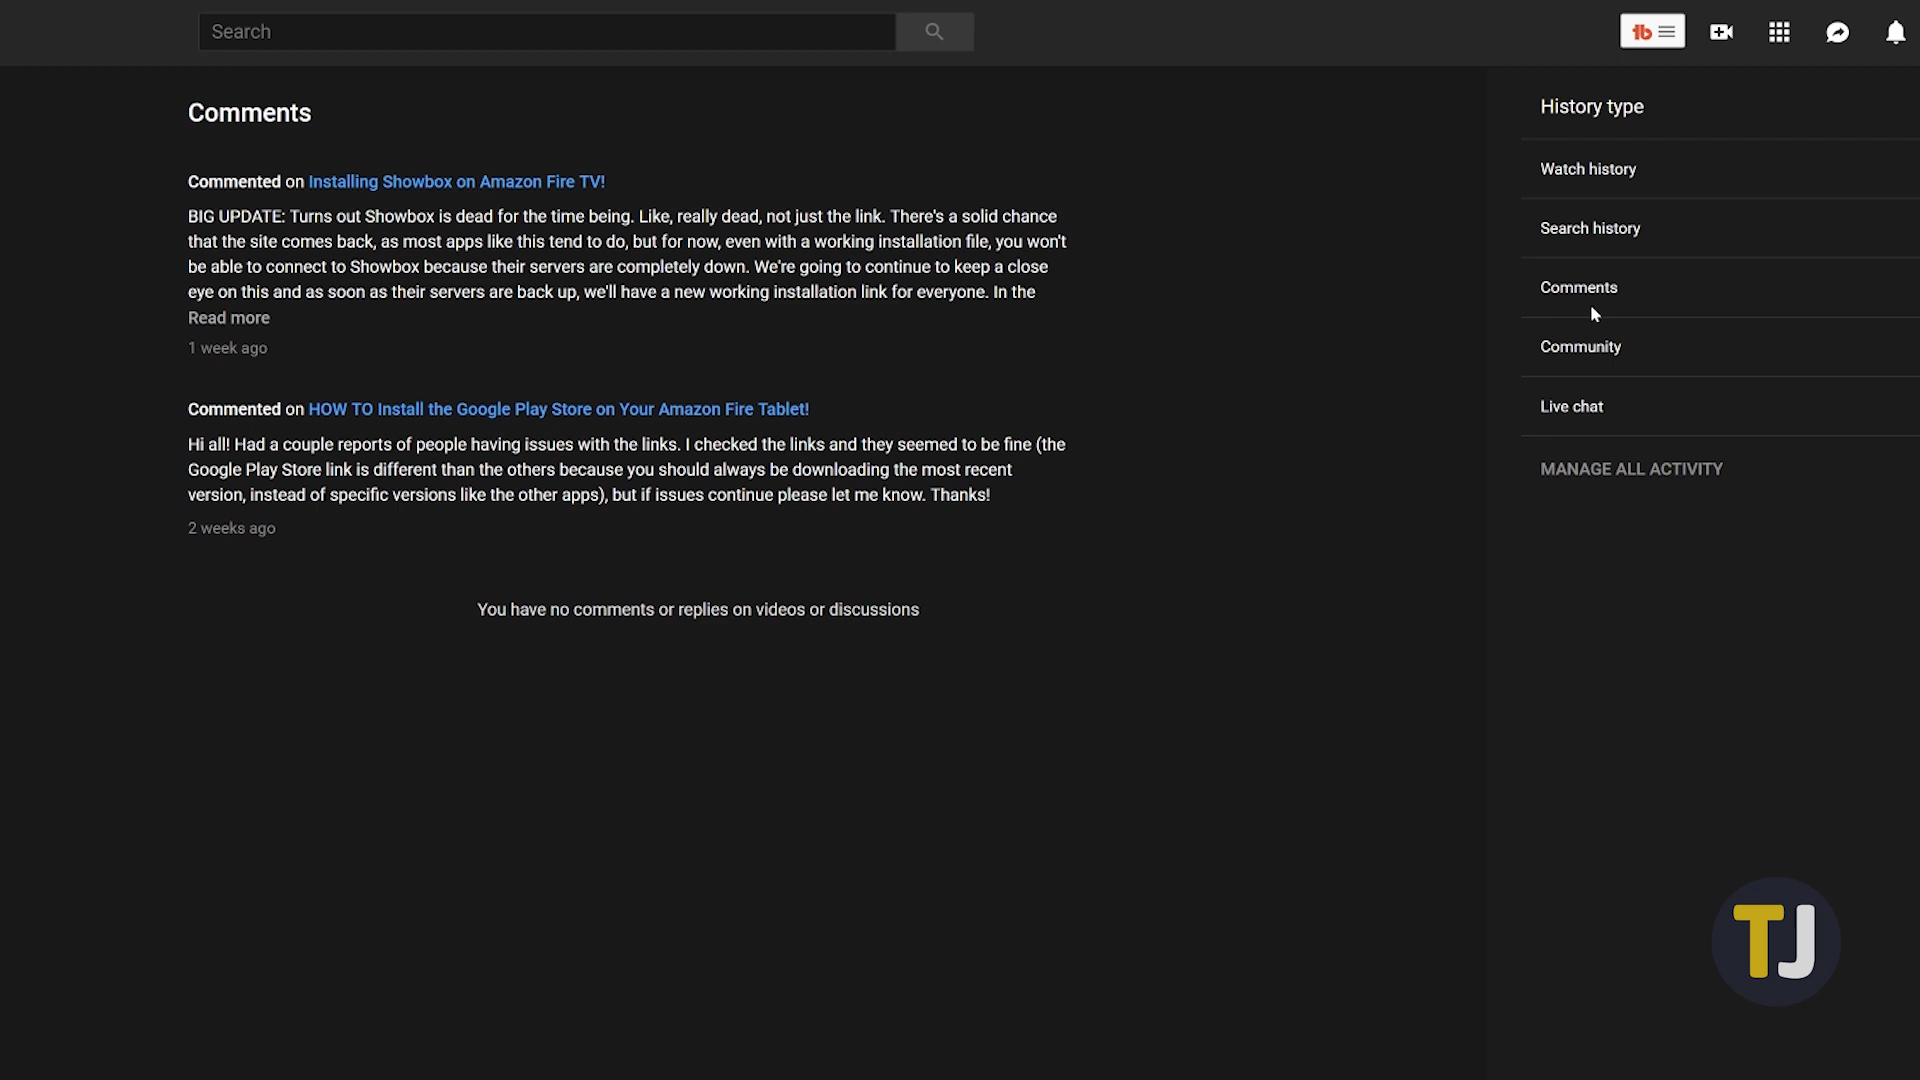 Search
tb
Comments
Commented on Installing Showbox on Amazon Fire TV!
BIG UPDATE: Turns out Showbox is dead for the time being. Like, really dead, not just the link. There's a solid chance
that the site comes back, as most apps like this tend to do, but for now, even with a working installation file, you won't
be able to connect to Showbox because their servers are completely down. We're going to continue to keep a close
eye on this and as soon as their servers are back up, we'll have a new working installation link for everyone. In the
Read more
1 week ago
Commented on HOW TO Install the Google Play Store on Your Amazon Fire Tablet!
Hi all! Had a couple reports of people having issues with the links. I checked the links and they seemed to be fine (the
Google Play Store link is different than the others because you should always be downloading the most recent
version, instead of specific versions like the other apps), but if issues continue please let me know. Thanks!
2 weeks ago
You have no comments or replies on videos or discussions
History type
Watch history
Search history
Comments
Community
Live chat
MANAGE ALL ACTIVITY
TJ